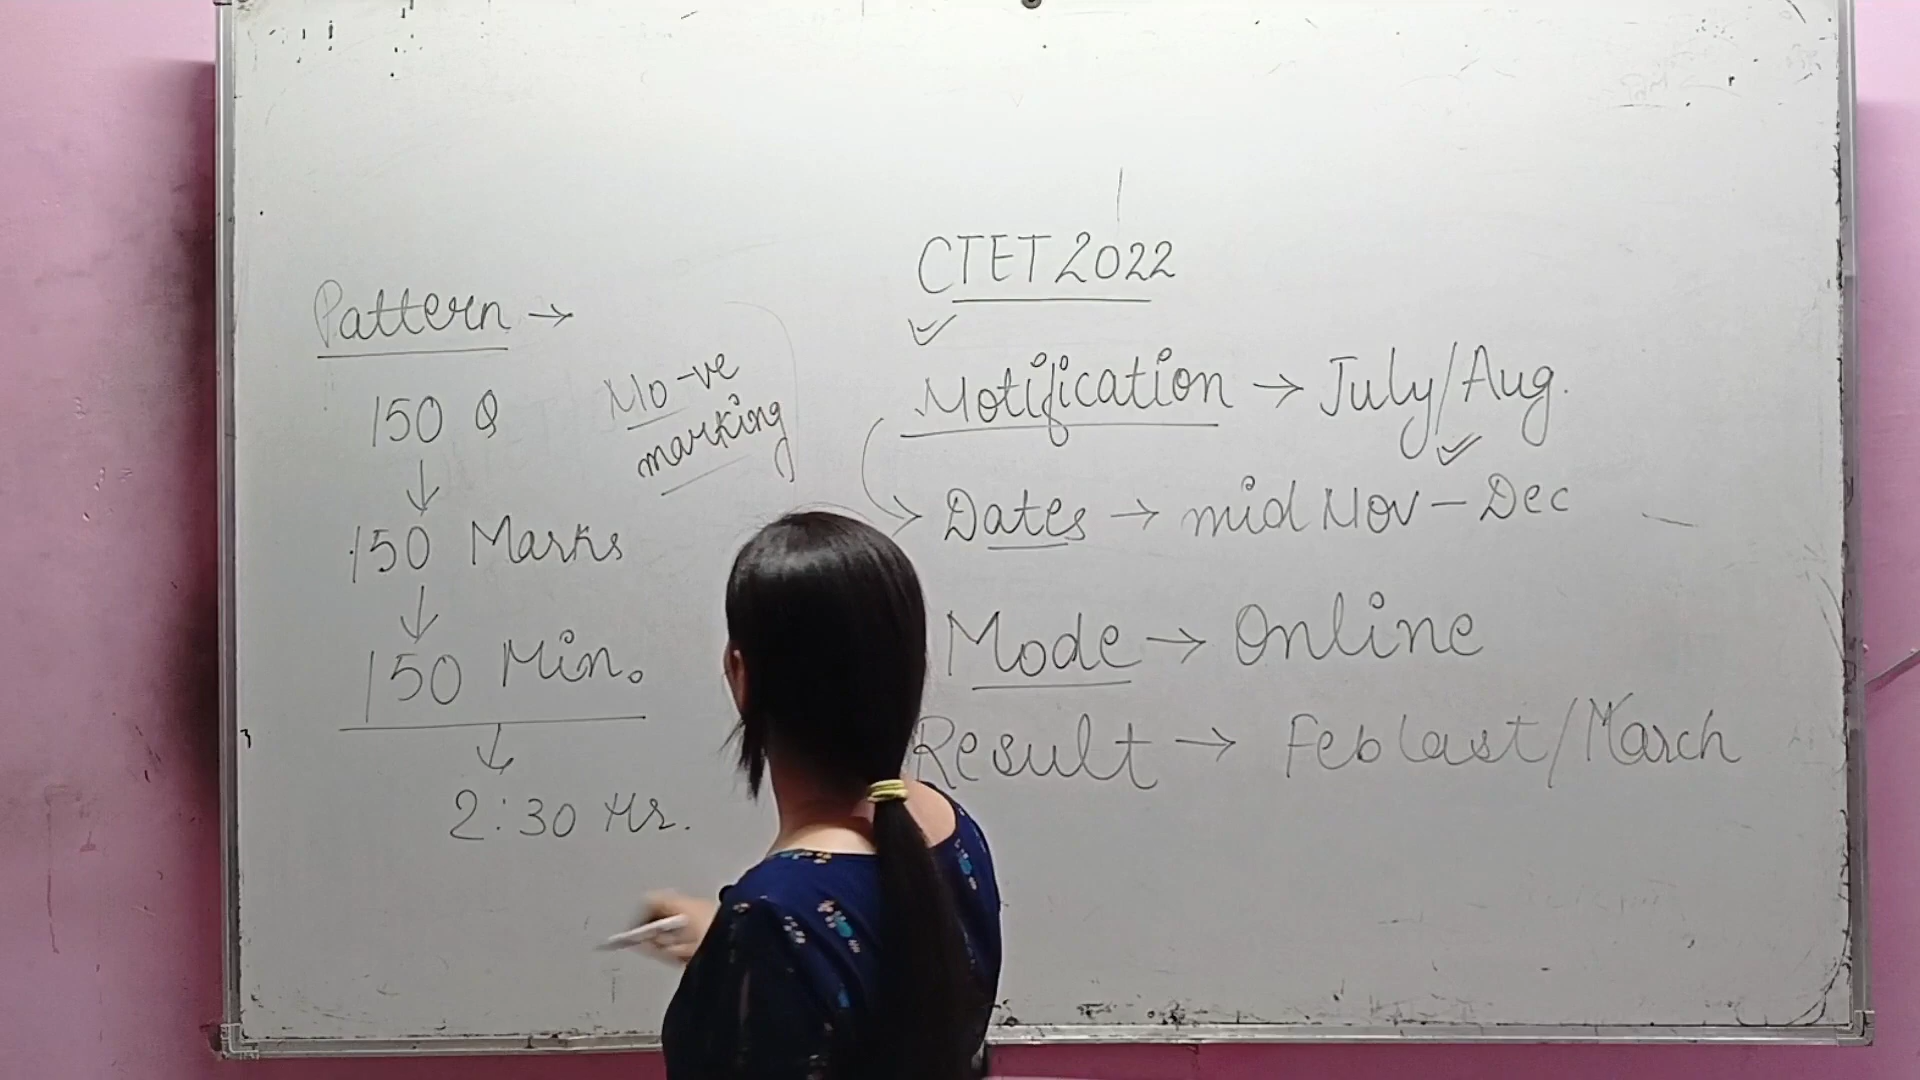 Pattern →
150 Q
↓
150 Marks
↓
150 Min.
↓
2:30 Hr.
No -ve
marking
CTET 2022
Notification → July/Aug.
Dates → mid Nov - Dec
Mode → Online
Result → Feb last/March